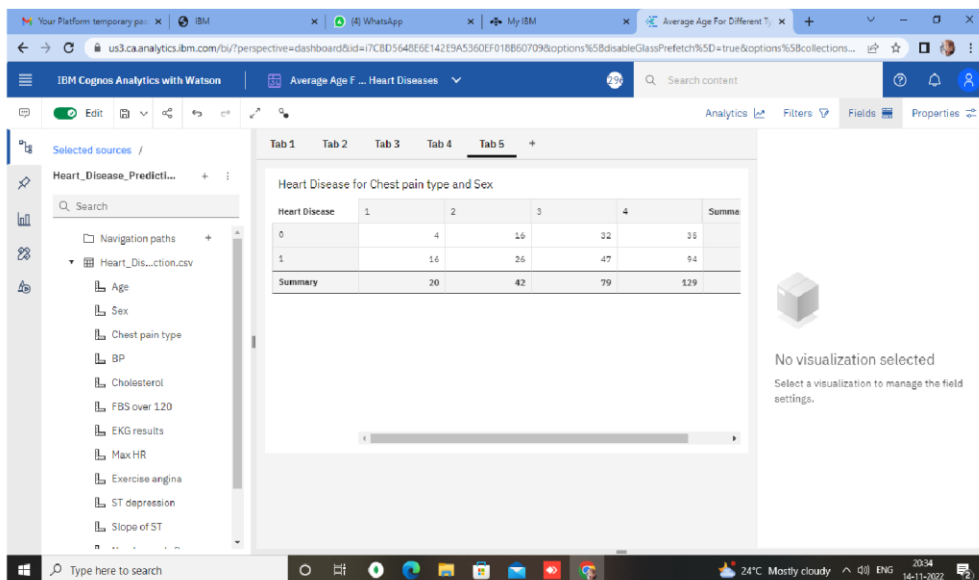 Your Platform temporary pas
IBM
(4) WhatsApp
My IBM
Average Age For Different Ty
us3.ca.analytics.ibm.com/bi/?perspective=dashboard&id=i7CBD5648E6E142E9A5360EF018B60709&options%5BdisableGlassPrefetch%5D=true&options%5Bcollections...
IBM Cognos Analytics with Watson
Average Age F ... Heart Diseases
Search content
Edit
Analytics
Filters
Fields
Properties
Selected sources /
Tab 1 Tab 2 Tab 3 Tab 4 Tab 5 +
Heart_Disease_Predicti...
Search
Navigation paths
Heart_Dis...ction.csv
Age
Sex
Chest pain type
BP
Cholesterol
FBS over 120
EKG results
Max HR
Exercise angina
ST depression
Slope of ST
Heart Disease for Chest pain type and Sex
Heart Disease 1 2 3 4 Summa
0 4 16 32 35
1 16 26 47 94
Summary 20 42 79 129
No visualization selected
Select a visualization to manage the field
settings.
Type here to search
24°C Mostly cloudy
ENG
20:34
14-11-2022